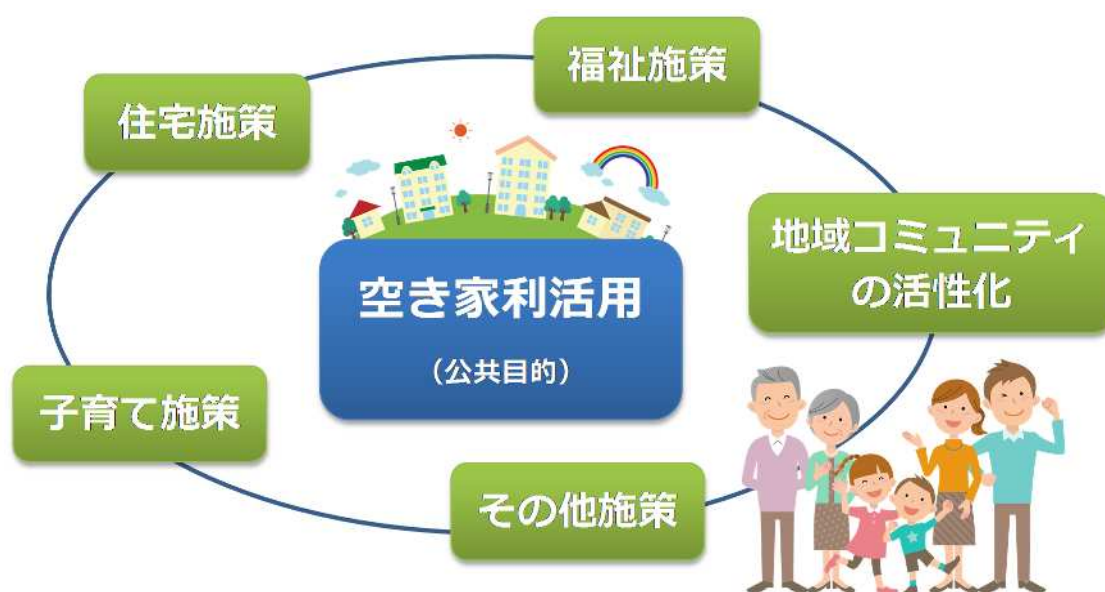 福祉施策
住宅施策
地域コミュニティ
の活性化
空き家利活用
（公共目的）
子育て施策
その他施策